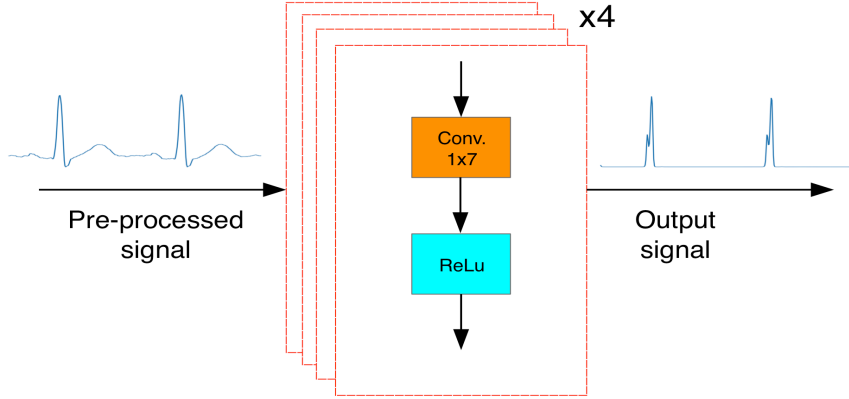 x4
Conv.
1x7
ReLu
Pre-processed
signal
Output
signal